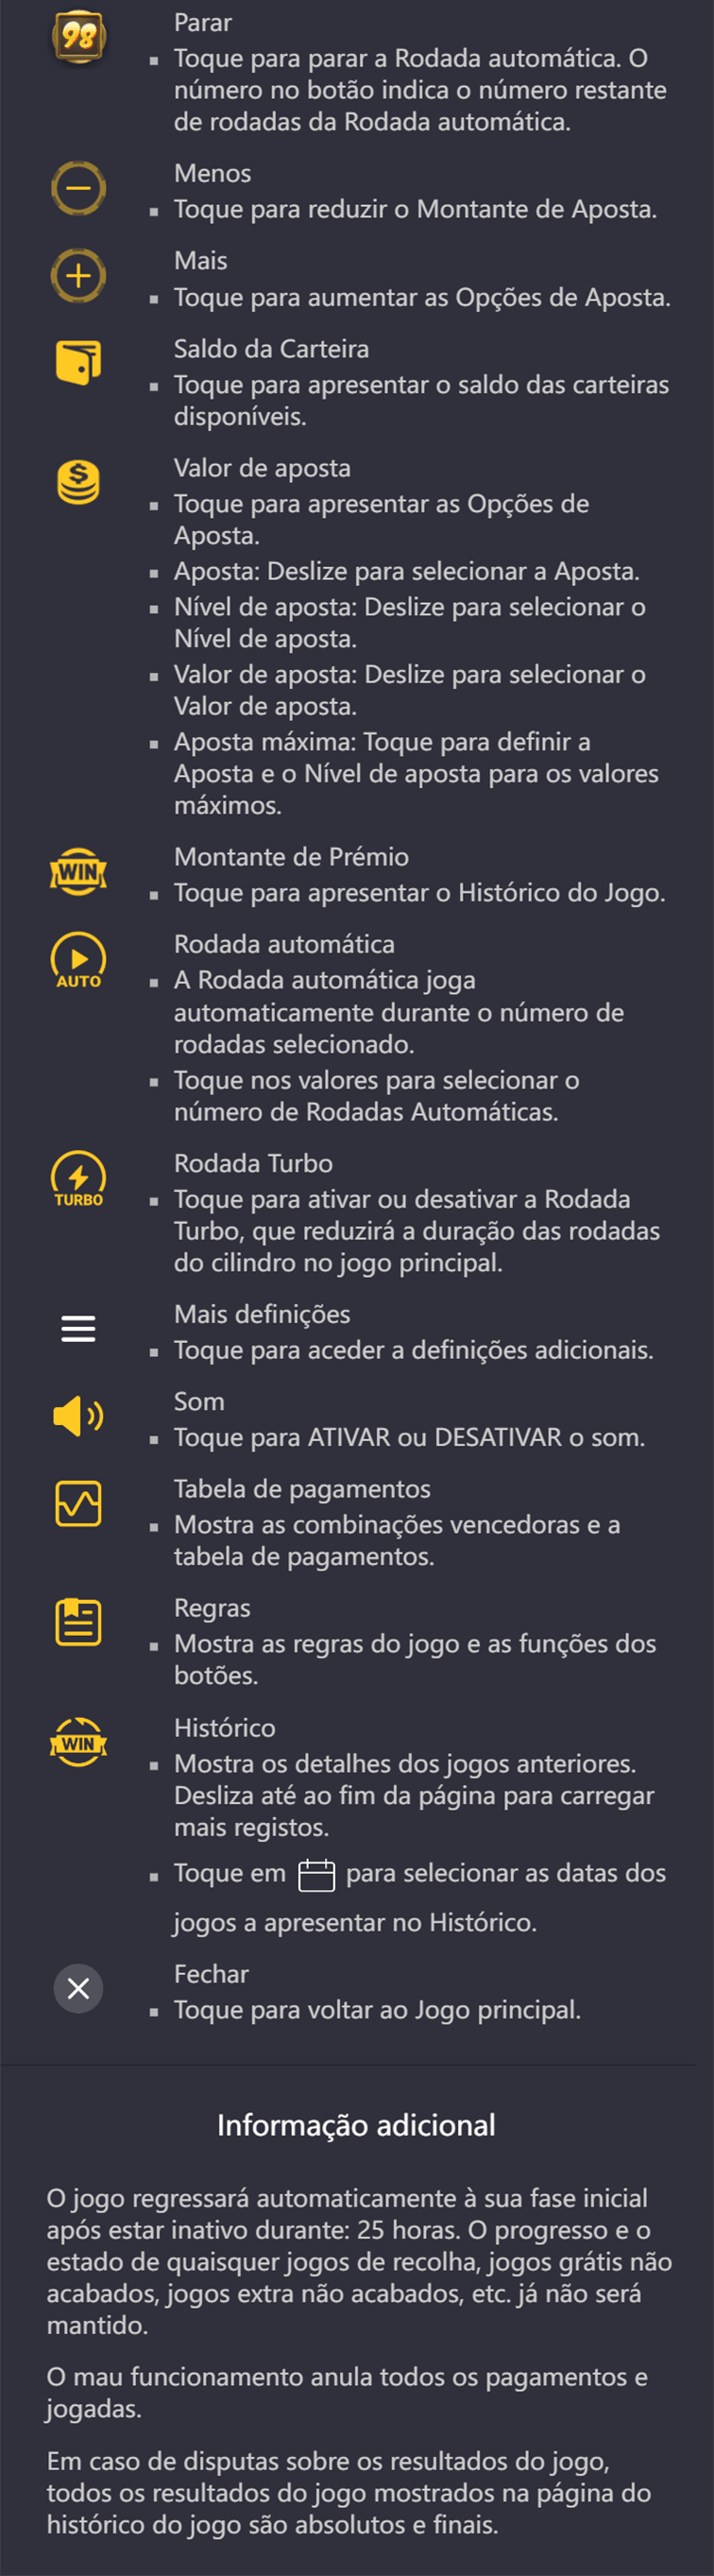 98
Parar
▪ Toque para parar a Rodada automática. O
número no botão indica o número restante
de rodadas da Rodada automática.
Menos
▪ Toque para reduzir o Montante de Aposta.
Mais
▪ Toque para aumentar as Opções de Aposta.
Saldo da Carteira
▪ Toque para apresentar o saldo das carteiras
disponíveis.
$
Valor de aposta
▪ Toque para apresentar as Opções de
Aposta.
▪ Aposta: Deslize para selecionar a Aposta.
▪ Nível de aposta: Deslize para selecionar o
Nível de aposta.
▪ Valor de aposta: Deslize para selecionar o
Valor de aposta.
▪ Aposta máxima: Toque para definir a
Aposta e o Nível de aposta para os valores
máximos.
WIN
Montante de Prémio
▪ Toque para apresentar o Histórico do Jogo.
AUTO
Rodada automática
▪ A Rodada automática joga
automaticamente durante o número de
rodadas selecionado.
▪ Toque nos valores para selecionar o
número de Rodadas Automáticas.
TURBO
Rodada Turbo
▪ Toque para ativar ou desativar a Rodada
Turbo, que reduzirá a duração das rodadas
do cilindro no jogo principal.
Mais definições
▪ Toque para aceder a definições adicionais.
Som
▪ Toque para ATIVAR ou DESATIVAR o som.
Tabela de pagamentos
▪ Mostra as combinações vencedoras e a
tabela de pagamentos.
Regras
▪ Mostra as regras do jogo e as funções dos
botões.
WIN
Histórico
▪ Mostra os detalhes dos jogos anteriores.
Desliza até ao fim da página para carregar
mais registos.
▪ Toque em para selecionar as datas dos
jogos a apresentar no Histórico.
Fechar
▪ Toque para voltar ao Jogo principal.
Informação adicional
O jogo regressará automaticamente à sua fase inicial
após estar inativo durante: 25 horas. O progresso e o
estado de quaisquer jogos de recolha, jogos grátis não
acabados, jogos extra não acabados, etc. já não será
mantido.
O mau funcionamento anula todos os pagamentos e
jogadas.
Em caso de disputas sobre os resultados do jogo,
todos os resultados do jogo mostrados na página do
histórico do jogo são absolutos e finais.